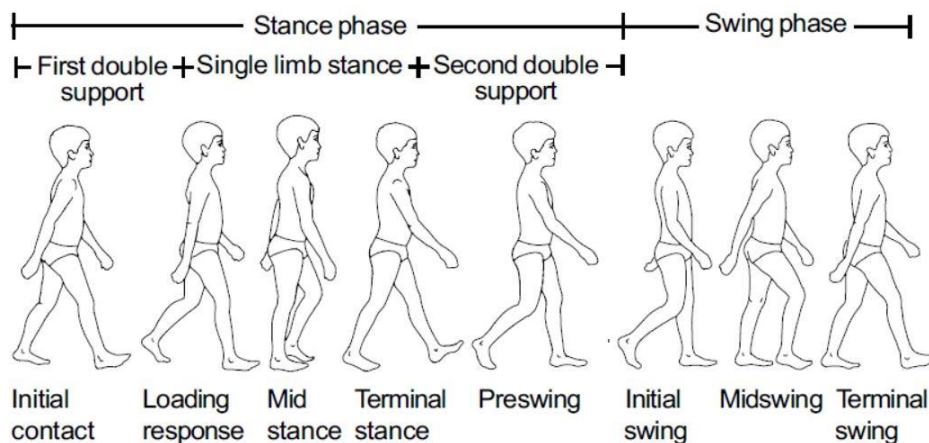 Stance phase
Swing phase
First double
support
Single limb stance
Second double
support
Initial
contact
Loading
response
Mid
stance
Terminal
stance
Preswing
Initial
swing
Midswing
Terminal
swing